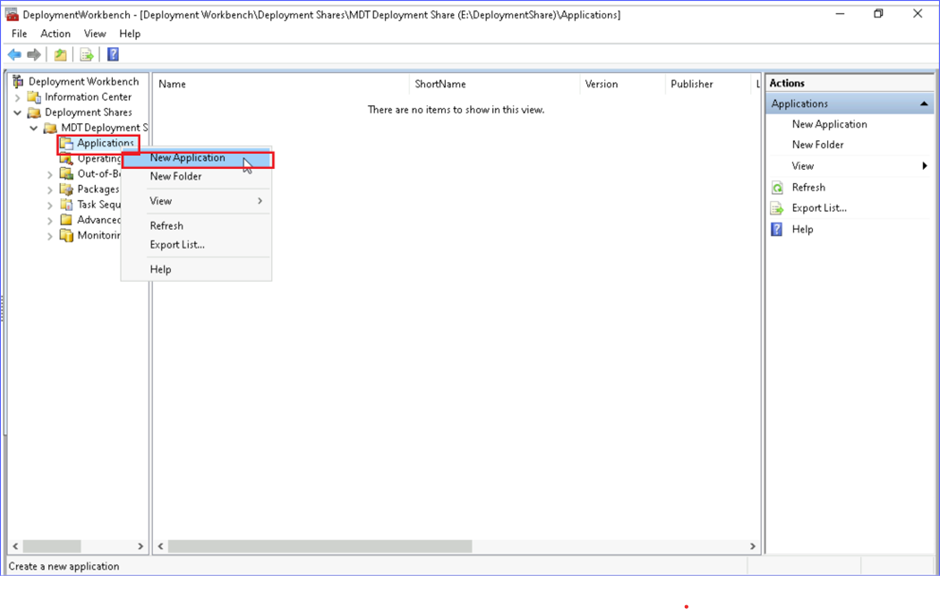 DeploymentWorkbench - [Deployment Workbench\Deployment Shares\MDT Deployment Share (E:\DeploymentShare)\Applications]
File Action View Help
Deployment Workbench
Information Center
Deployment Shares
MDT Deployment S
Applications
Operating
Out-of-B
Packages
Task Sequ
Advanced
Monitorin
New Application
New Folder
View
Refresh
Export List...
Help
Name ShortName Version Publisher L
There are no items to show in this view.
Actions
Applications
New Application
New Folder
View
Refresh
Export List...
Help
Create a new application